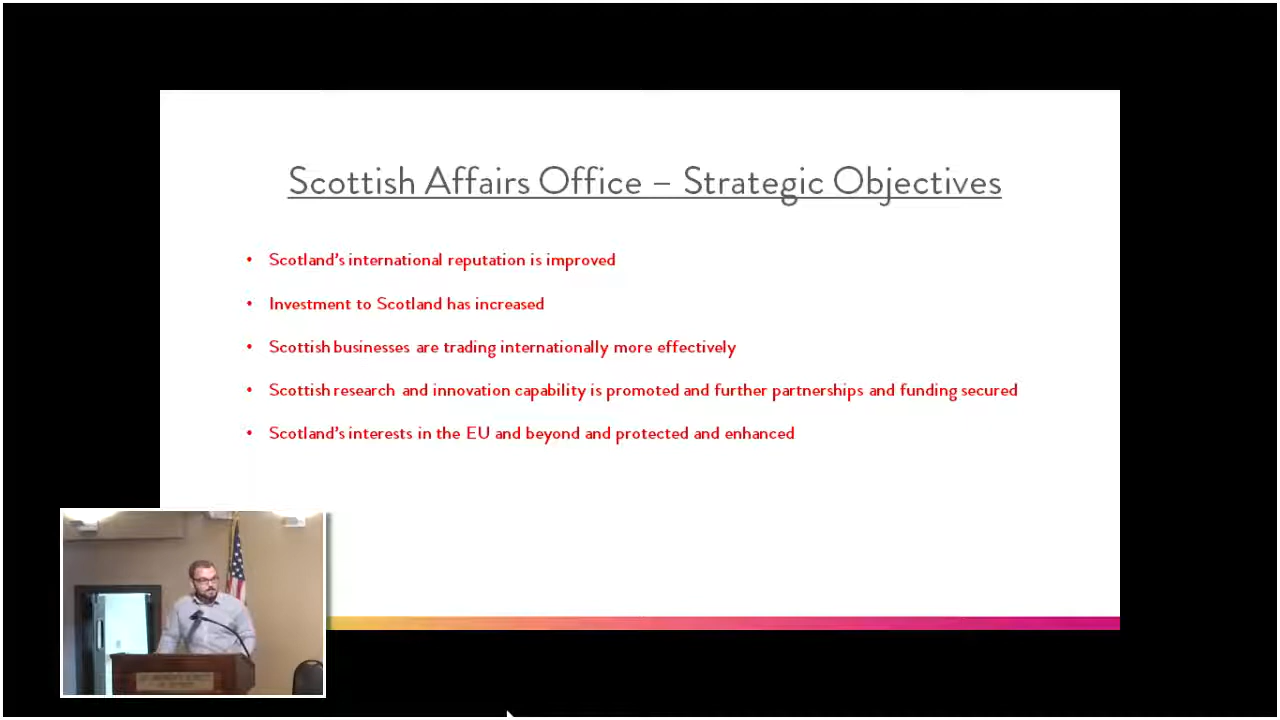 Scottish Affairs Office – Strategic Objectives
• Scotland's international reputation is improved
• Investment to Scotland has increased
• Scottish businesses are trading internationally more effectively
• Scottish research and innovation capability is promoted and further partnerships and funding secured
• Scotland's interests in the EU and beyond and protected and enhanced